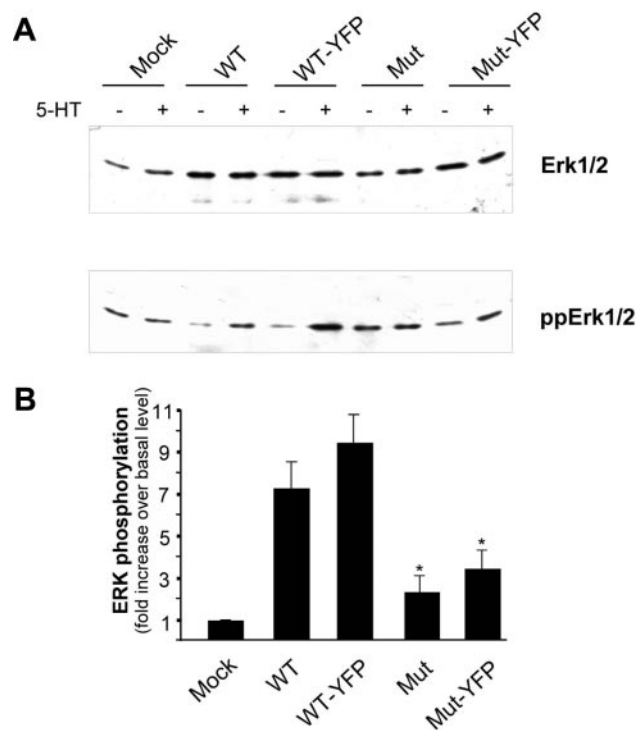 A
Mock WT WT-YFP Mut Mut-YFP
5-HT - + - + - + - + - +
Erk1/2
ppErk1/2
B
ERK phosphorylation
(fold increase over basal level)
11
9
7
5
3
1
* *
Mock WT WT-YFP Mut Mut-YFP